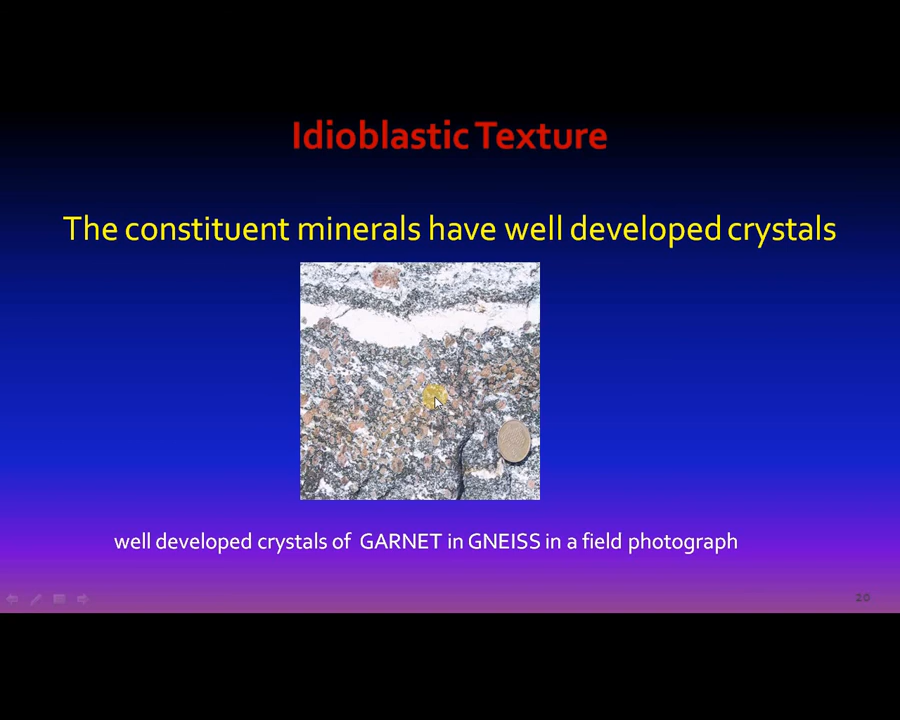 Idioblastic Texture
The constituent minerals have well developed crystals
well developed crystals of GARNET in GNEISS in a field photograph
20